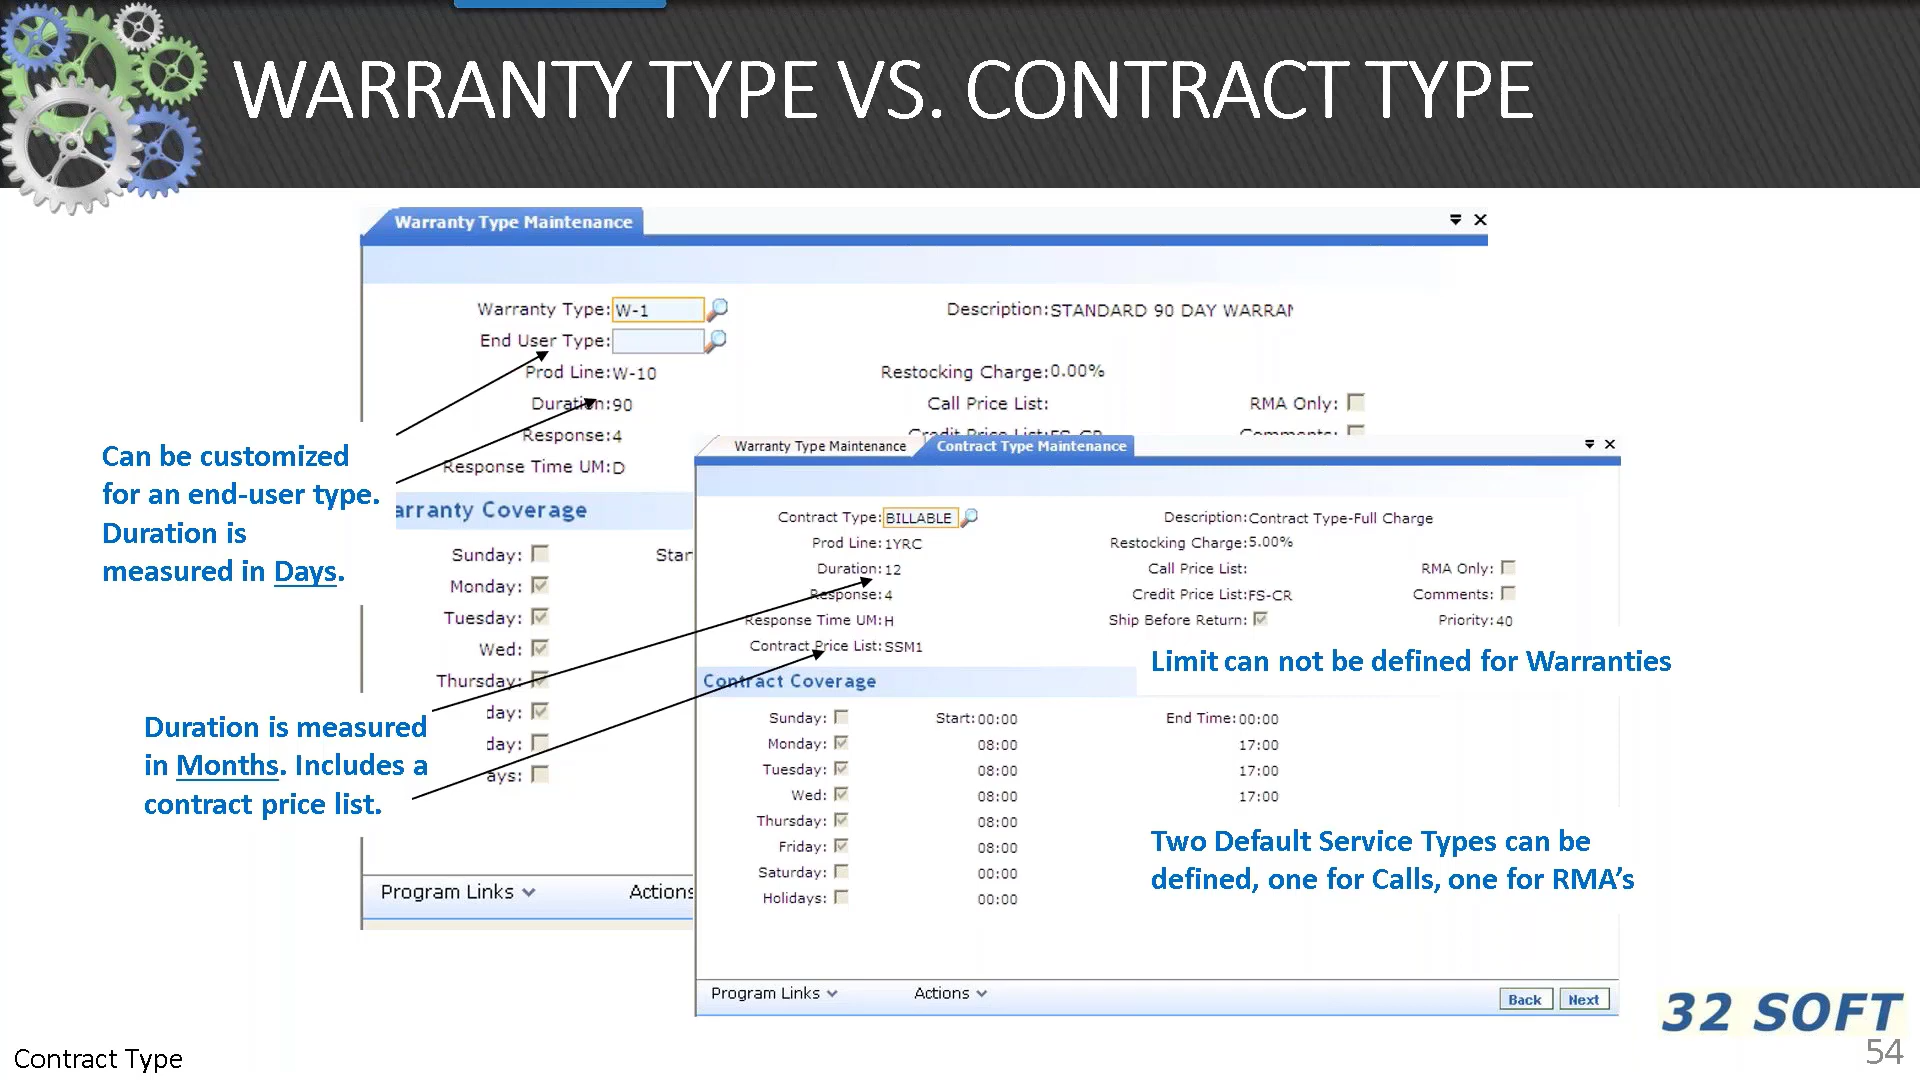 WARRANTY TYPE VS. CONTRACT TYPE
Warranty Type Maintenance
Warranty Type: W-1
Description: STANDARD 90 DAY WARRAN
End User Type:
Prod Line: W-10
Restocking Charge: 0.00%
Duration: 90
Call Price List:
RMA Only:
Response: 4
Credit Price List: FS-CR
Comments:
Response Time UM: D
Can be customized
for an end-user type.
Duration is
measured in Days.
arranty Coverage
Sunday:
Star
Monday:
Tuesday:
Wed:
Thursday:
day:
day:
ays:
Program Links
Actions
Duration is measured
in Months. Includes a
contract price list.
Warranty Type Maintenance
Contract Type Maintenance
Contract Type: BILLABLE
Description: Contract Type-Full Charge
Prod Line: 1YRC
Restocking Charge: 5.00%
Duration: 12
Call Price List:
RMA Only:
Response: 4
Credit Price List: FS-CR
Comments:
Response Time UM: H
Ship Before Return:
Priority: 40
Contract Price List: SSM1
Limit can not be defined for Warranties
Contract Coverage
Sunday: Start: 00:00 End Time: 00:00
Monday: 08:00 17:00
Tuesday: 08:00 17:00
Wed: 08:00 17:00
Thursday: 08:00
Friday: 08:00
Saturday: 00:00
Holidays: 00:00
Two Default Service Types can be
defined, one for Calls, one for RMA's
Program Links
Actions
Back Next
32 SOFT
54
Contract Type